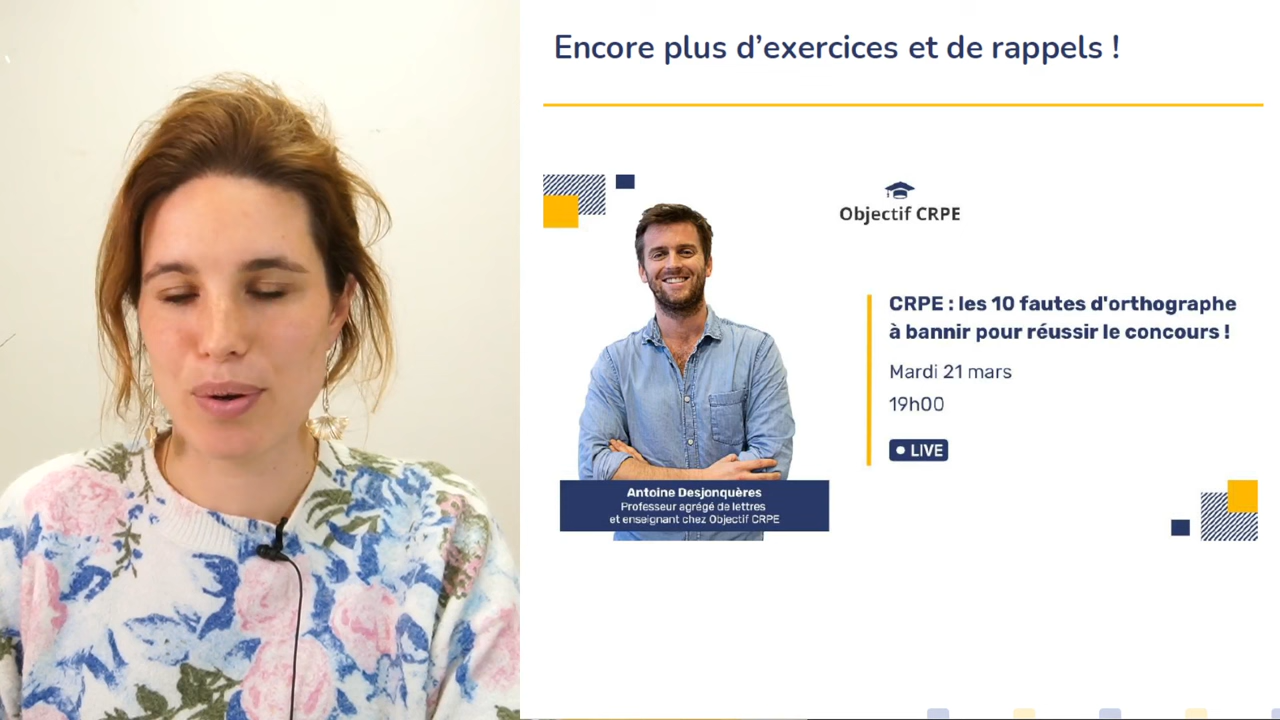 Encore plus d’exercices et de rappels !
Objectif CRPE
CRPE : les 10 fautes d'orthographe
à bannir pour réussir le concours !
Mardi 21 mars
19h00
LIVE
Antoine Desjonquères
Professeur agrégé de lettres
et enseignant chez Objectif CRPE